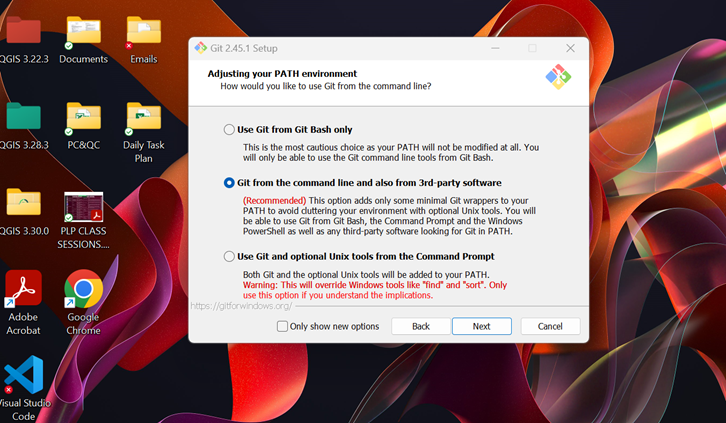 QGIS 3.22.3
Documents
Emails
QGIS 3.28.3
PC&QC
Daily Task
Plan
QGIS 3.30.0
PLP CLASS
SESSIONS....
Adobe
Acrobat
Google
Chrome
Visual Studio
Code
Git 2.45.1 Setup
Adjusting your PATH environment
How would you like to use Git from the command line?
Use Git from Git Bash only
This is the most cautious choice as your PATH will not be modified at all. You
will only be able to use the Git command line tools from Git Bash.
Git from the command line and also from 3rd-party software
(Recommended) This option adds only some minimal Git wrappers to your
PATH to avoid cluttering your environment with optional Unix tools. You will
be able to use Git from Git Bash, the Command Prompt and the Windows
PowerShell as well as any third-party software looking for Git in PATH.
Use Git and optional Unix tools from the Command Prompt
Both Git and the optional Unix tools will be added to your PATH.
Warning: This will override Windows tools like "find" and "sort". Only
use this option if you understand the implications.
https://gitforwindows.org/
Only show new options
Back
Next
Cancel